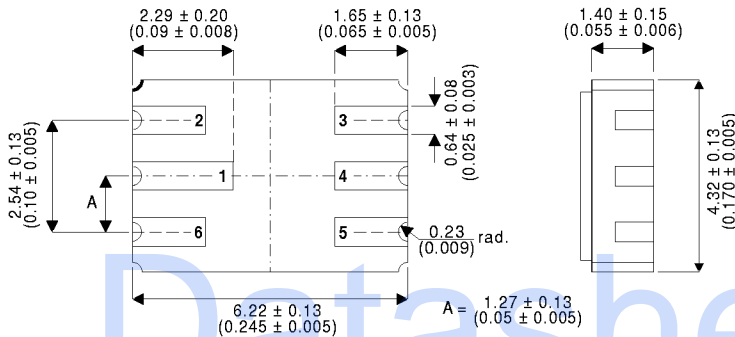 2.29 ± 0.20
(0.09 ± 0.008)
1.65 ± 0.13
(0.065 ± 0.005)
1.40 ± 0.15
(0.055 ± 0.006)
2
3
0.64 ± 0.08
(0.025 ± 0.003)
2.54 ± 0.13
(0.10 ± 0.005)
A
1
4
4.32 ± 0.13
(0.170 ± 0.005)
6
5
0.23
(0.009)
rad.
6.22 ± 0.13
(0.245 ± 0.005)
A = 1.27 ± 0.13
(0.05 ± 0.005)
Datashe